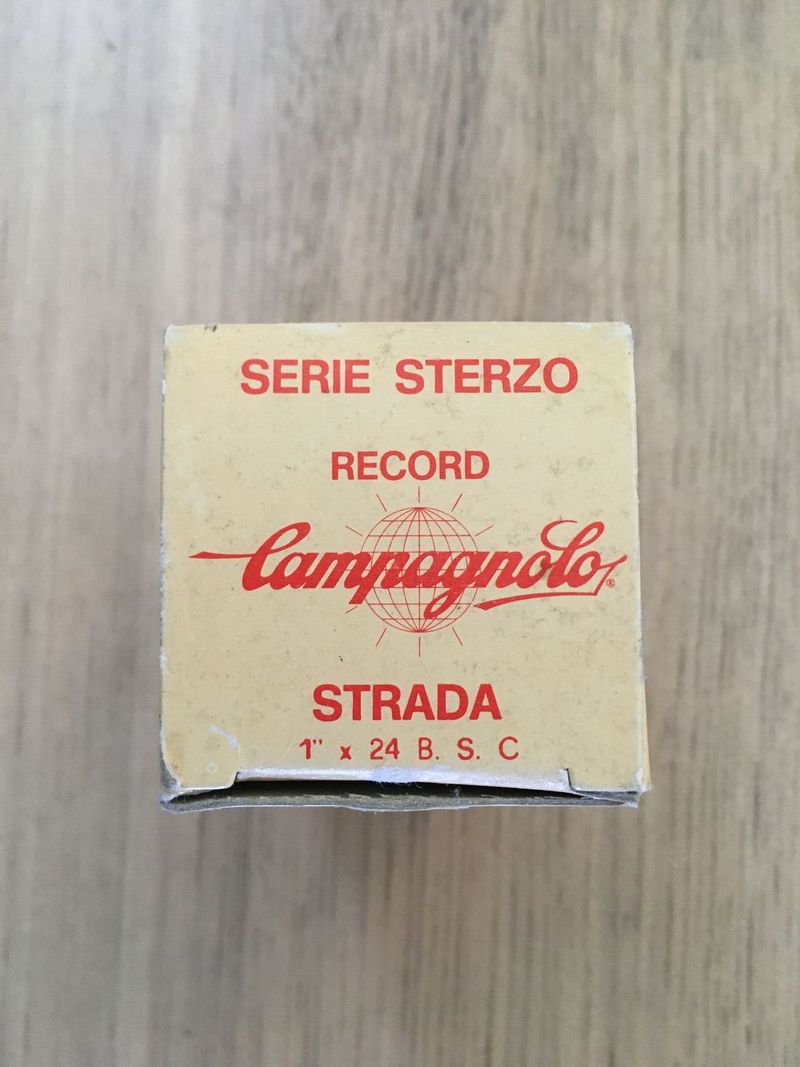 SERIE STERZO
RECORD
Campagnolo®
STRADA
1" x 24 B. S. C